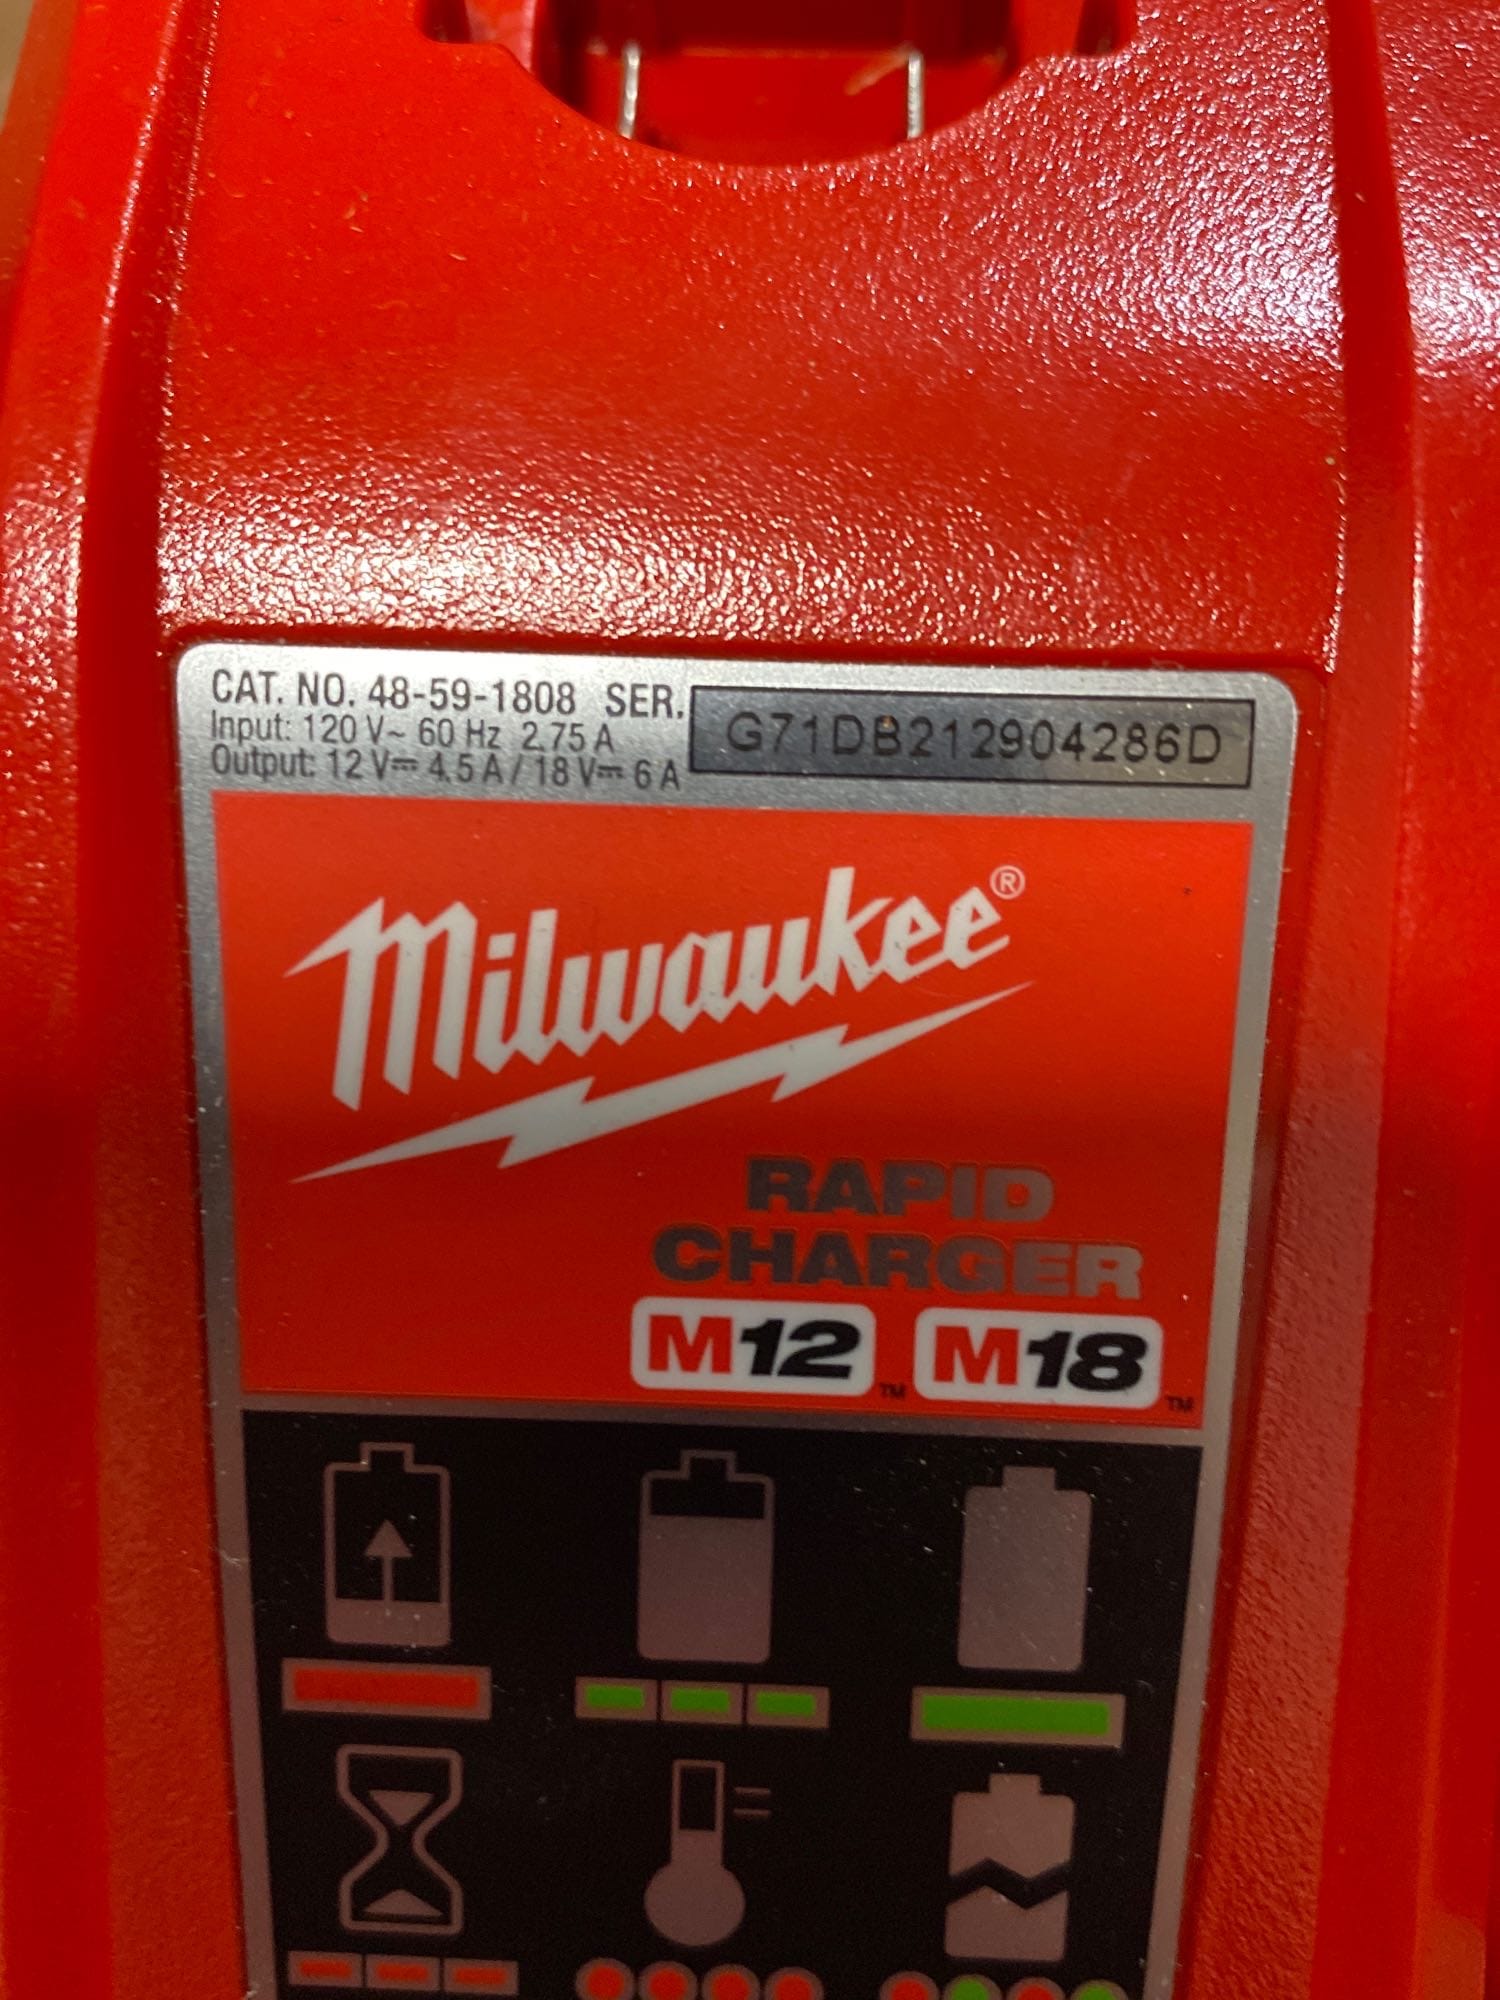 CAT. NO. 48-59-1808 SER. G71DB212904286D
Input: 120 V~ 60 Hz 2.75 A
Output: 12 V⎓ 4.5 A / 18 V⎓ 6 A
Milwaukee®
RAPID
CHARGER
M12™ M18™